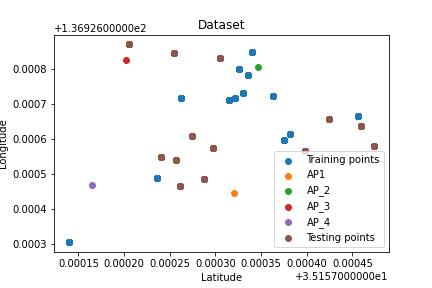 Dataset
+1.3692600000e2
0.0008
0.0007
0.0006
0.0005
0.0004
0.0003
Longitude
Training points
AP1
AP_2
AP_3
AP_4
Testing points
0.00015 0.00020 0.00025 0.00030 0.00035 0.00040 0.00045
Latitude
+3.5157000000e1